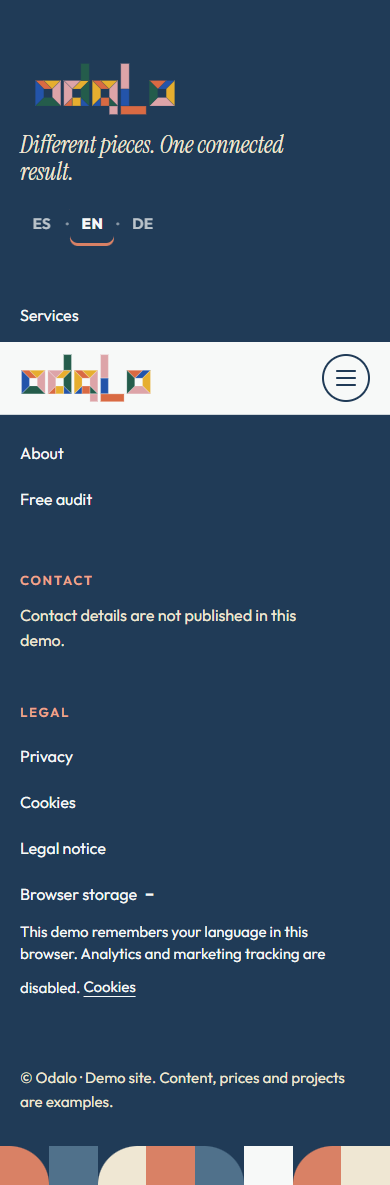 odalo
Different pieces. One connected
result.
ES · EN · DE
Services
odalo
About
Free audit
CONTACT
Contact details are not published in this
demo.
LEGAL
Privacy
Cookies
Legal notice
Browser storage –
This demo remembers your language in this
browser. Analytics and marketing tracking are
disabled. Cookies
© Odalo · Demo site. Content, prices and projects
are examples.